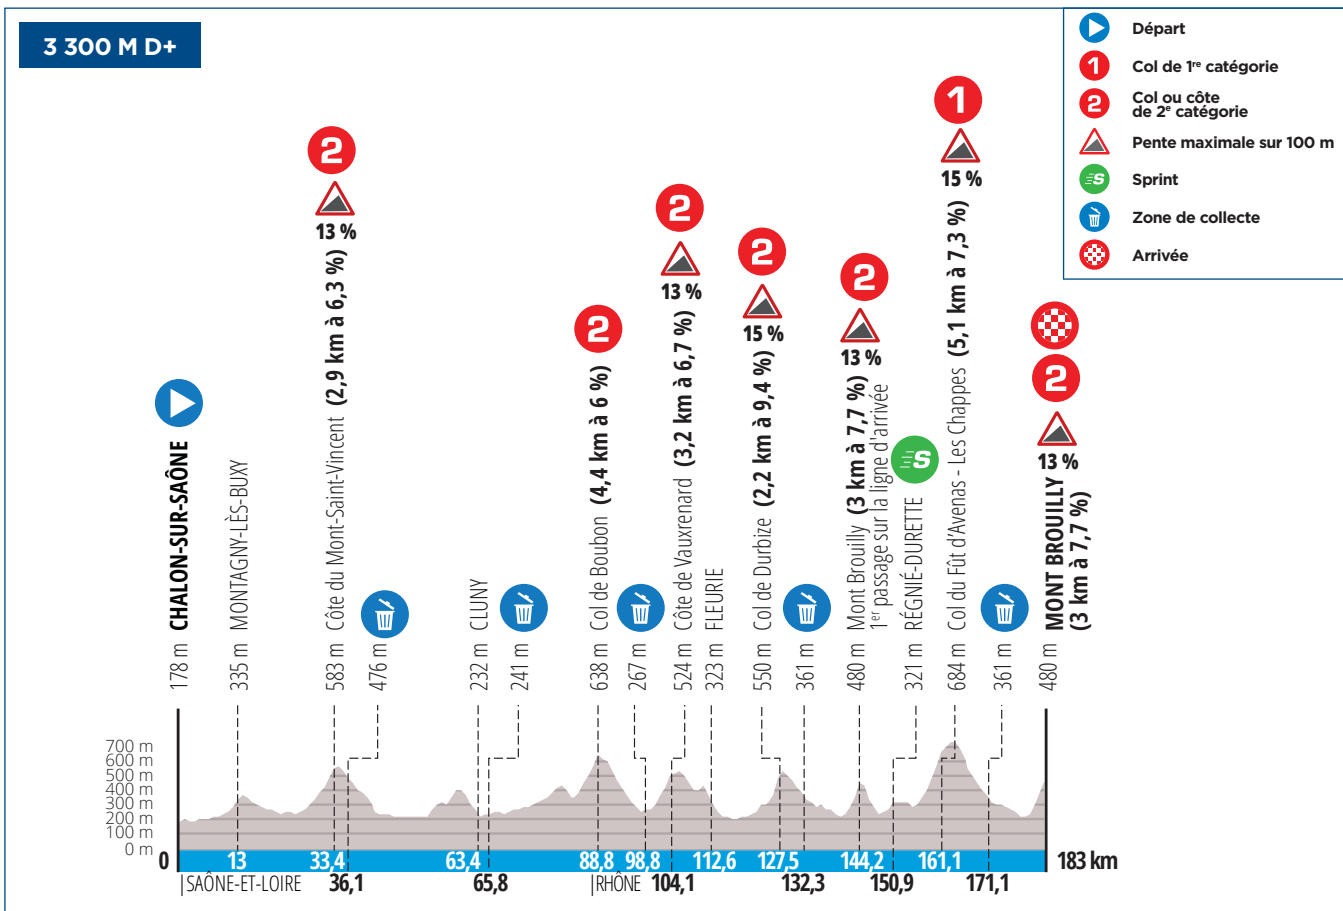 3 300 M D+
Départ
1 Col de 1re catégorie
2 Col ou côte
de 2e catégorie
Pente maximale sur 100 m
S Sprint
Zone de collecte
Arrivée
178 m CHALON-SUR-SAÔNE
335 m MONTAGNY-LÈS-BUXY
2
13 %
583 m Côte du Mont-Saint-Vincent (2,9 km à 6,3 %)
476 m
232 m CLUNY
241 m
2
638 m Col de Boubon (4,4 km à 6 %)
267 m
2
13 %
524 m Côte de Vauxrenard (3,2 km à 6,7 %)
323 m FLEURIE
2
15 %
550 m Col de Durbize (2,2 km à 9,4 %)
361 m
2
13 %
480 m Mont Brouilly (3 km à 7,7 %)
1er passage sur la ligne d'arrivée
S
321 m RÉGNIÉ-DURETTE
1
15 %
684 m Col du Fût d'Avenas - Les Chappes (5,1 km à 7,3 %)
361 m
2
13 %
480 m MONT BROUILLY
(3 km à 7,7 %)
700 m
600 m
500 m
400 m
300 m
200 m
100 m
0 m
0 13 33,4 63,4 88,8 98,8 112,6 127,5 144,2 161,1 183 km
|SAÔNE-ET-LOIRE 36,1 65,8 |RHÔNE 104,1 132,3 150,9 171,1